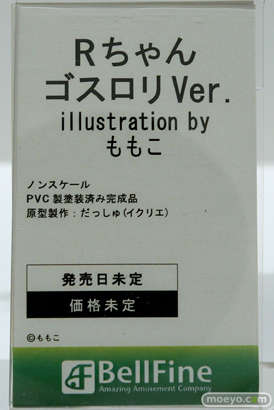 Rちゃん
ゴスロリVer.
illustration by
ももこ
ノンスケール
PVC製塗装済み完成品
原型製作：だっしゅ(イクリエ)
発売日未定
価格未定
©ももこ
BellFine
Amazing Amusement Company
moeyo.com